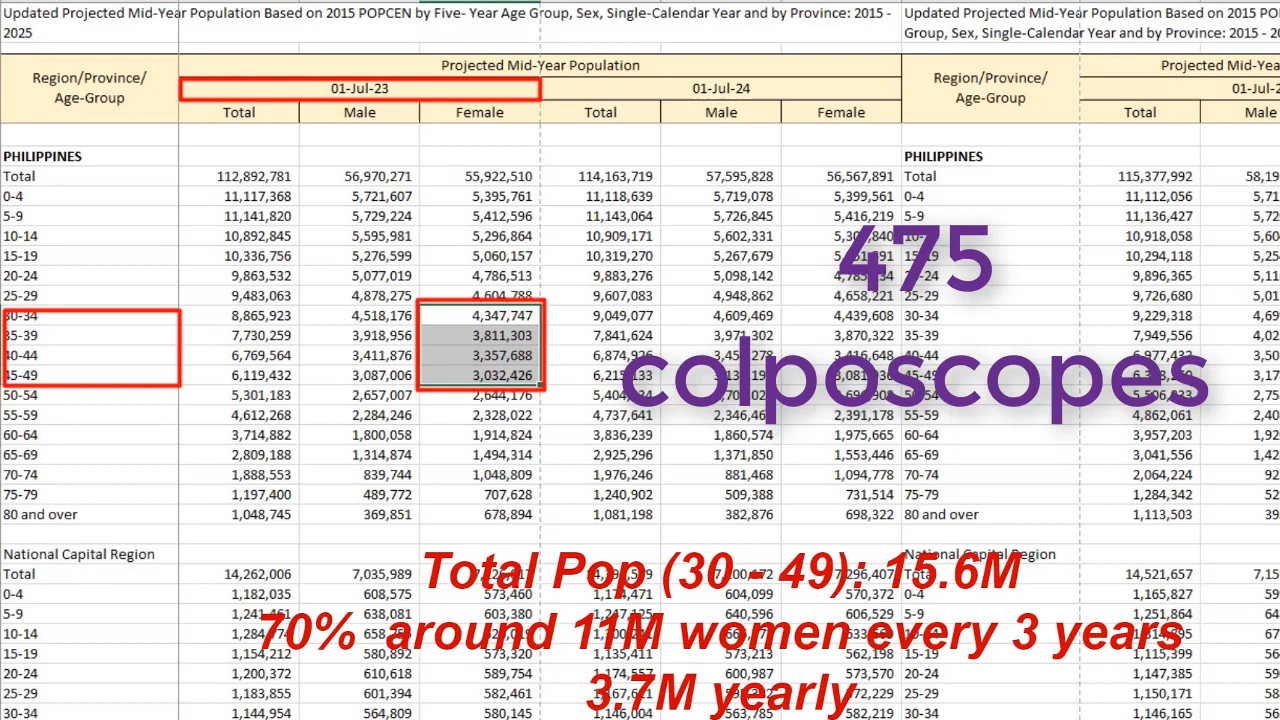 Updated Projected Mid-Year Population Based on 2015 POPCEN by Five- Year Age Group, Sex, Single-Calendar Year and by Province: 2015 -
2025
Updated Projected Mid-Year Population Based on 2015
Group, Sex, Single-Calendar Year and by Province: 2015 -
Region/Province/
Age-Group
Projected Mid-Year Population
01-Jul-23 01-Jul-24
Total Male Female Total Male Female
Region/Province/
Age-Group
Projected
Total Male
PHILIPPINES PHILIPPINES
Total 112,892,781 56,970,271 55,922,510 114,163,719 57,595,828 56,567,891 Total 115,377,992
0-4 11,117,368 5,721,607 5,395,761 11,118,639 5,719,078 5,399,561 0-4 11,112,056
5-9 11,141,820 5,729,224 5,412,596 11,143,064 5,726,845 5,416,219 5-9 11,136,427
10-14 10,892,845 5,595,981 5,296,864 10,909,171 5,602,331 10,918,058
15-19 10,336,756 5,276,599 5,060,157 10,319,270 5,267,679 10,294,118
20-24 9,863,532 5,077,019 4,786,513 9,883,276 5,098,142 9,896,365
25-29 9,483,063 4,878,275 4,604,788 9,607,083 4,948,862 4,658,221 25-29 9,726,680
30-34 8,865,923 4,518,176 4,347,747 9,049,077 4,609,469 4,439,608 30-34 9,229,318
35-39 7,730,259 3,918,956 3,811,303 7,841,624 3,971,302 3,870,322 35-39 7,949,556
40-44 6,769,564 3,411,876 3,357,688
45-49 6,119,432 3,087,006 3,032,426
50-54 5,301,183 2,657,007 2,644,176
55-59 4,612,268 2,284,246 2,328,022 4,737,641 2,391,178 55-59 4,862,061
60-64 3,714,882 1,800,058 1,914,824 3,836,239 1,860,574 1,975,665 60-64 3,957,203
65-69 2,809,188 1,314,874 1,494,314 2,925,296 1,371,850 1,553,446 65-69 3,041,556
70-74 1,888,553 839,744 1,048,809 1,976,246 881,468 1,094,778 70-74 2,064,224
75-79 1,197,400 489,772 707,628 1,240,902 509,388 731,514 75-79 1,284,342
80 and over 1,048,745 369,851 678,894 1,081,198 382,876 698,322 80 and over 1,113,503
475
colposcopes
National Capital Region National Capital Region
Total 14,262,006 7,035,989 14,521,657
0-4 1,182,035 608,575 573,460 1,174,471 604,099 570,372 0-4 1,165,827
5-9 638,081 603,380 640,596 606,529 5-9 1,251,864
10-14
15-19 1,154,212 580,892 573,320 1,135,411 573,213 562,198 15-19 1,115,399
20-24 1,200,372 610,618 589,754 1,174,557 600,987 573,570 20-24 1,147,385
25-29 1,183,855 601,394 582,461 25-29 1,150,171
30-34 1,144,954 564,809 580,145 1,146,004 568,713 577,291 30-34 1,146,165
Total Pop (30 - 49): 15.6M
70% around 11M women every 3 years
3.7M yearly